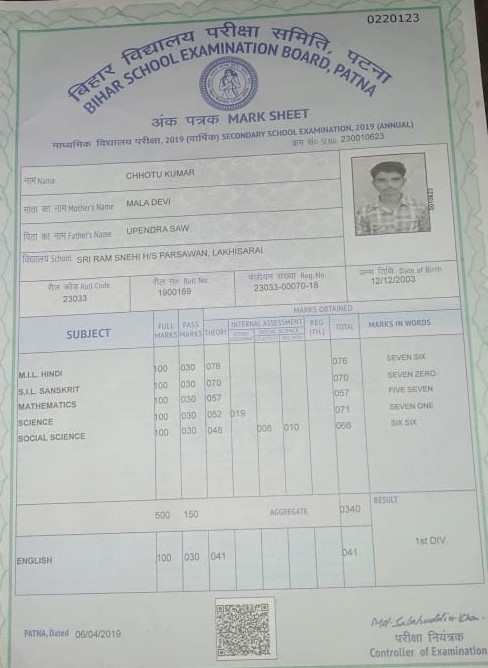 0220123
बिहार विद्यालय परीक्षा समिति, पटना
BIHAR SCHOOL EXAMINATION BOARD, PATNA
अंक पत्रक MARK SHEET
माध्यमिक विद्यालय परीक्षा, 2019 (वार्षिक) SECONDARY SCHOOL EXAMINATION, 2019 (ANNUAL)
क्रम सं० Sl.No. 230010623
नाम Name CHHOTU KUMAR
माता का नाम Mother's Name MALA DEVI
पिता का नाम Father's Name UPENDRA SAW
विद्यालय School SRI RAM SNEHI H/S PARSAWAN, LAKHISARAI
रौल कोड Roll Code रौल न० Roll No. पंजीयन संख्या Reg. No. जन्म तिथि Date of Birth
23033 1900169 23033-00070-18 12/12/2003
MARKS OBTAINED
SUBJECT FULL MARKS PASS MARKS THEORY INTERNAL ASSESSMENT REG (TH.) TOTAL MARKS IN WORDS
M.I.L. HINDI 100 030 076 076 SEVEN SIX
S.I.L. SANSKRIT 100 030 070 070 SEVEN ZERO
MATHEMATICS 100 030 057 057 FIVE SEVEN
SCIENCE 100 030 052 019 071 SEVEN ONE
SOCIAL SCIENCE 100 030 048 008 010 066 SIX SIX
RESULT
500 150 AGGREGATE 0340
1st DIV.
ENGLISH 100 030 041 041
PATNA, Dated 06/04/2019
परीक्षा नियंत्रक
Controller of Examination